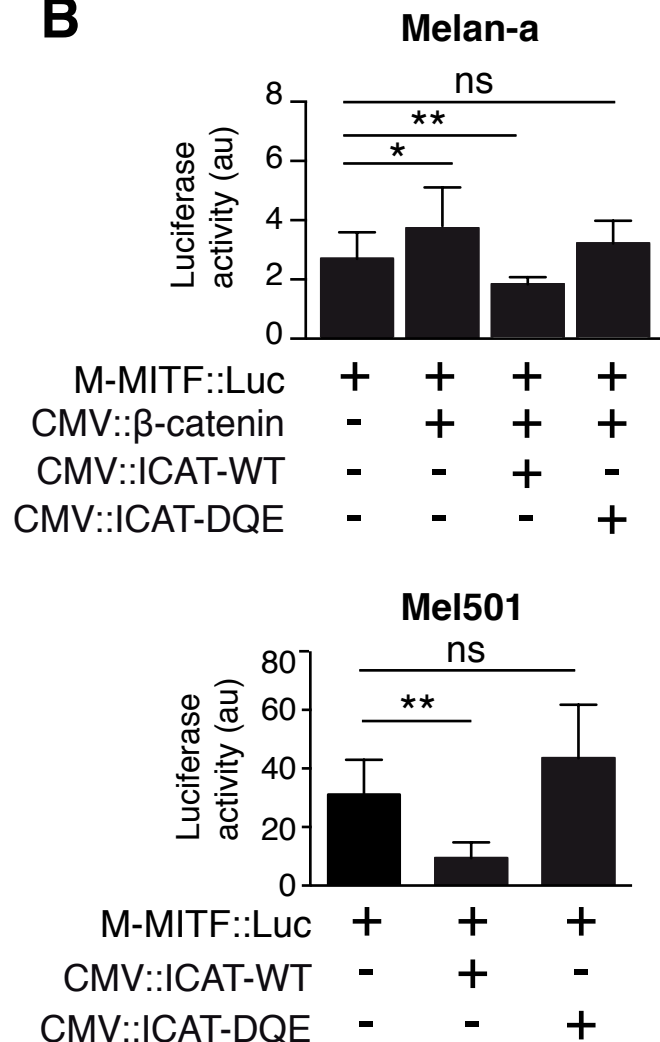 B
Melan-a
ns
**
*
Luciferase
activity (au)
8
6
4
2
0
M-MITF::Luc + + + +
CMV::β-catenin - + + +
CMV::ICAT-WT - - + -
CMV::ICAT-DQE - - - +
Mel501
ns
**
Luciferase
activity (au)
80
60
40
20
0
M-MITF::Luc + + +
CMV::ICAT-WT - + -
CMV::ICAT-DQE - - +